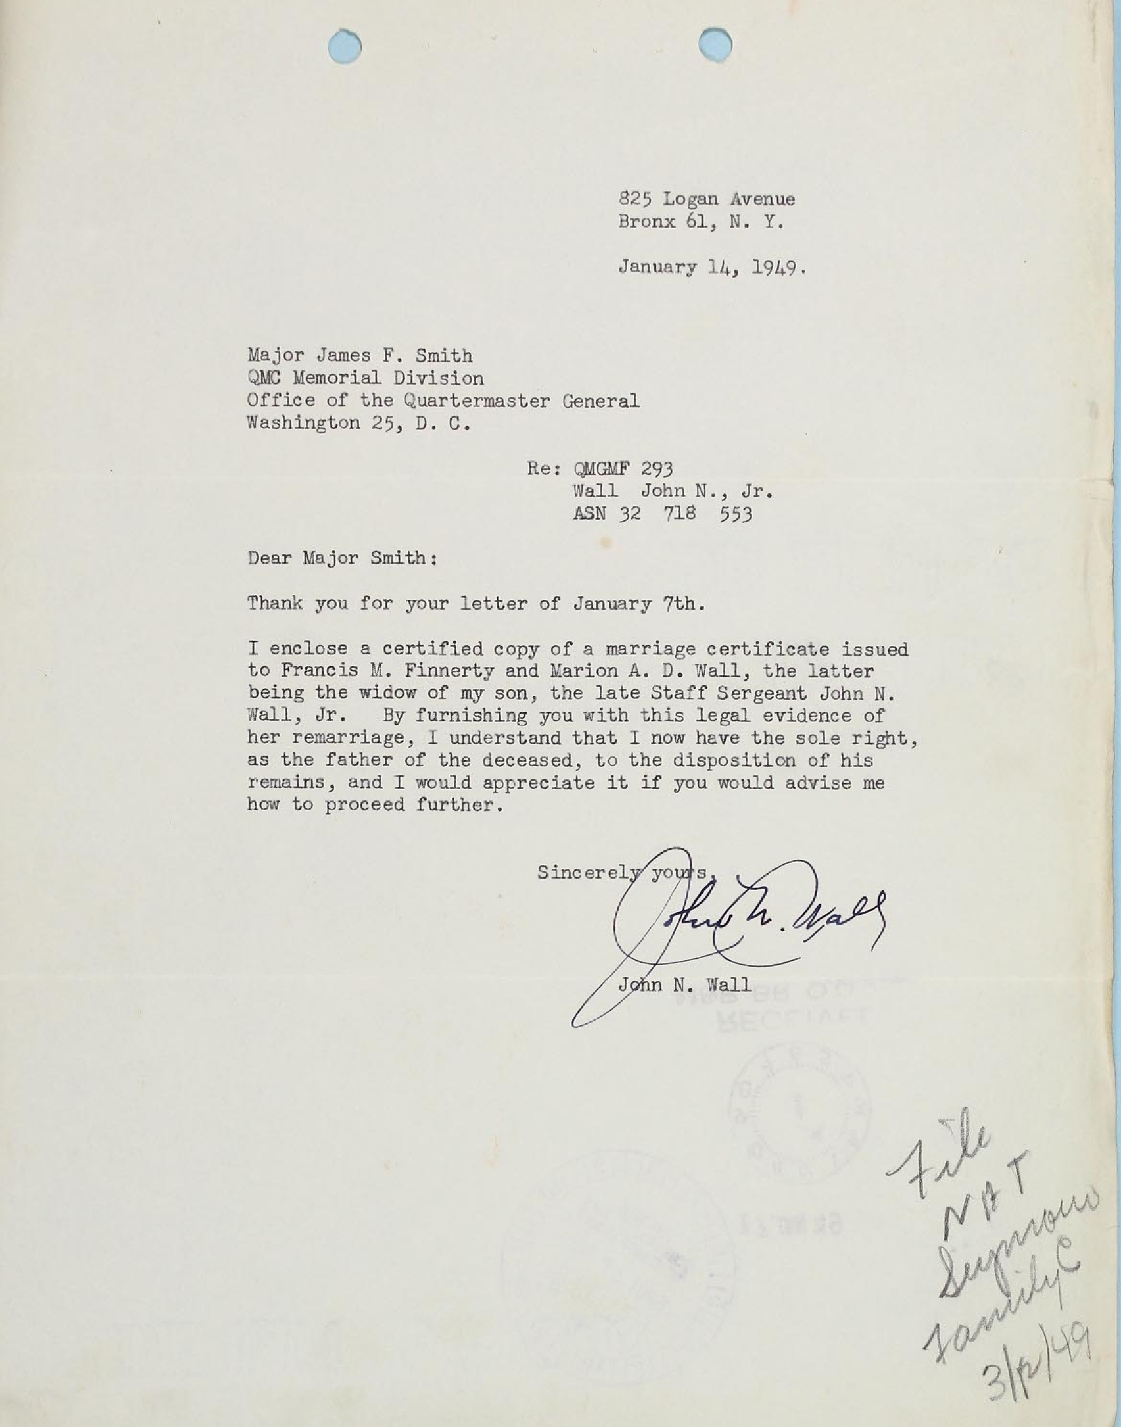 825 Logan Avenue
Bronx 61, N. Y.
January 14, 1949.
Major James F. Smith
QMC Memorial Division
Office of the Quartermaster General
Washington 25, D. C.
Re: QMGMF 293
Wall John N., Jr.
ASN 32 718 553
Dear Major Smith:
Thank you for your letter of January 7th.
I enclose a certified copy of a marriage certificate issued
to Francis M. Finnerty and Marion A. D. Wall, the latter
being the widow of my son, the late Staff Sergeant John N.
Wall, Jr. By furnishing you with this legal evidence of
her remarriage, I understand that I now have the sole right,
as the father of the deceased, to the disposition of his
remains, and I would appreciate it if you would advise me
how to proceed further.
Sincerely yours,
John N. Wall
John N. Wall
File
NAT
Family C